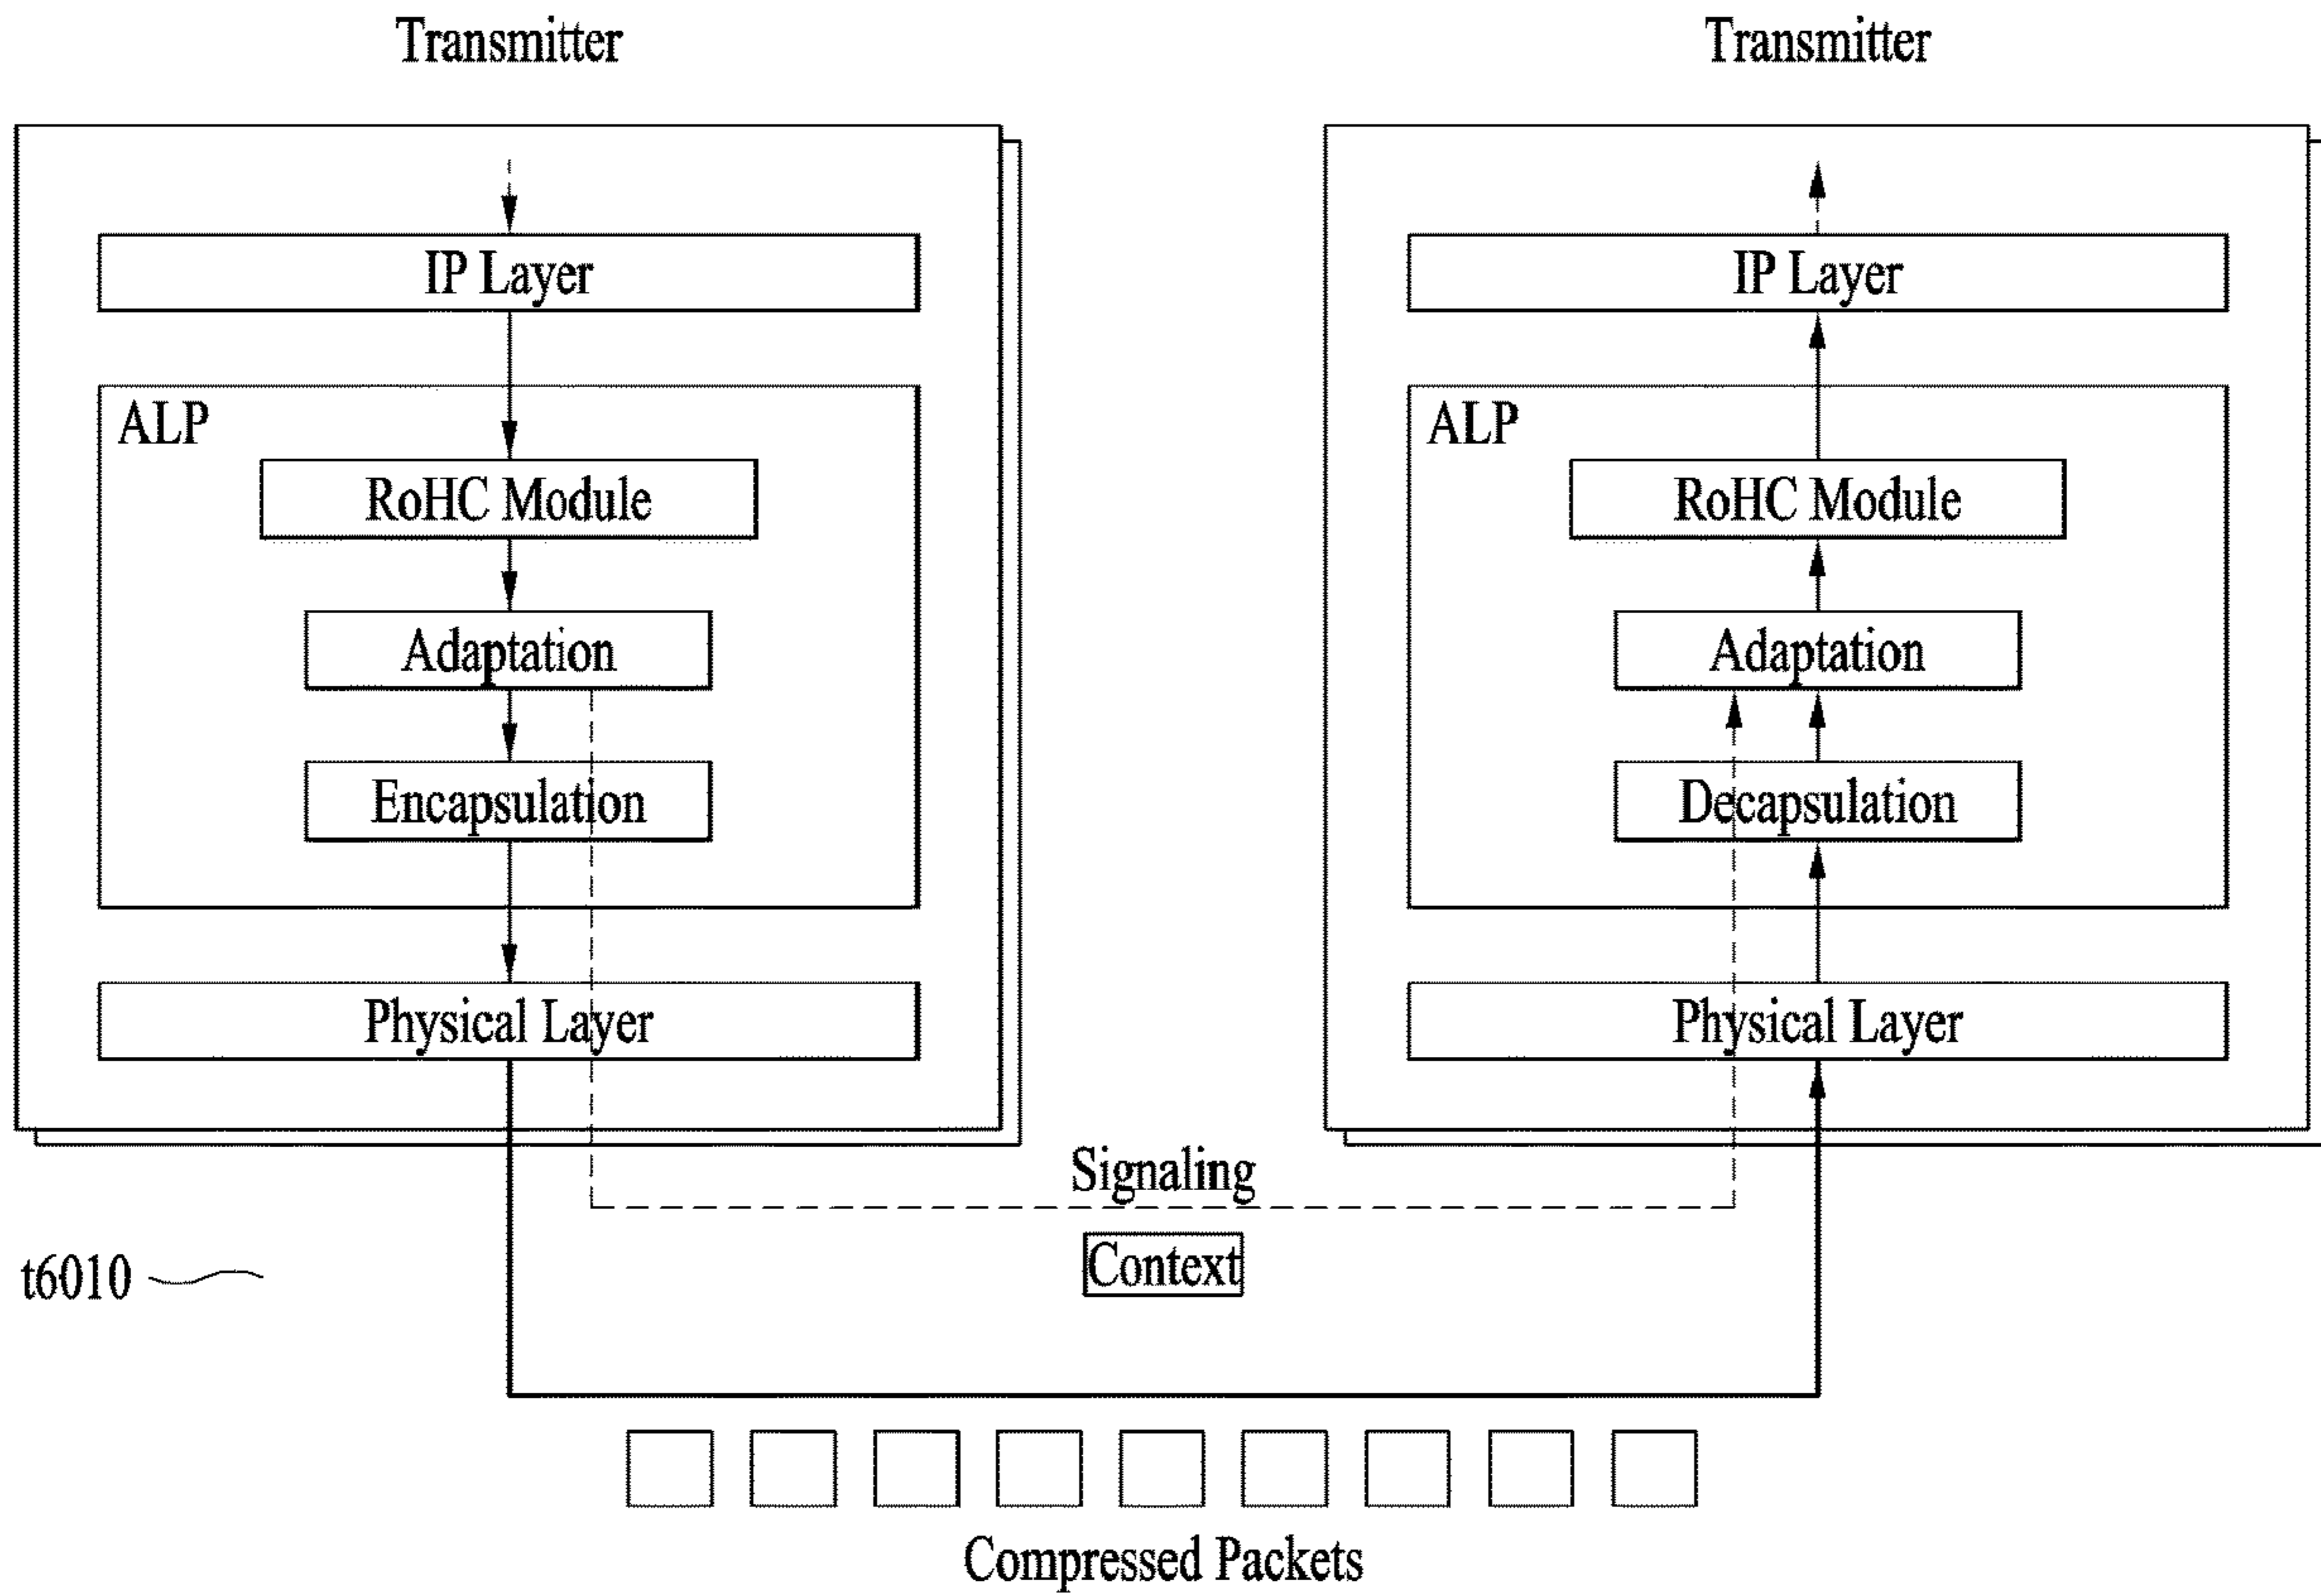 Transmitter
IP Layer
ALP
RoHC Module
Adaptation
Encapsulation
Physical Layer
Transmitter
IP Layer
ALP
RoHC Module
Adaptation
Decapsulation
Physical Layer
Signaling
Context
t6010
Compressed Packets